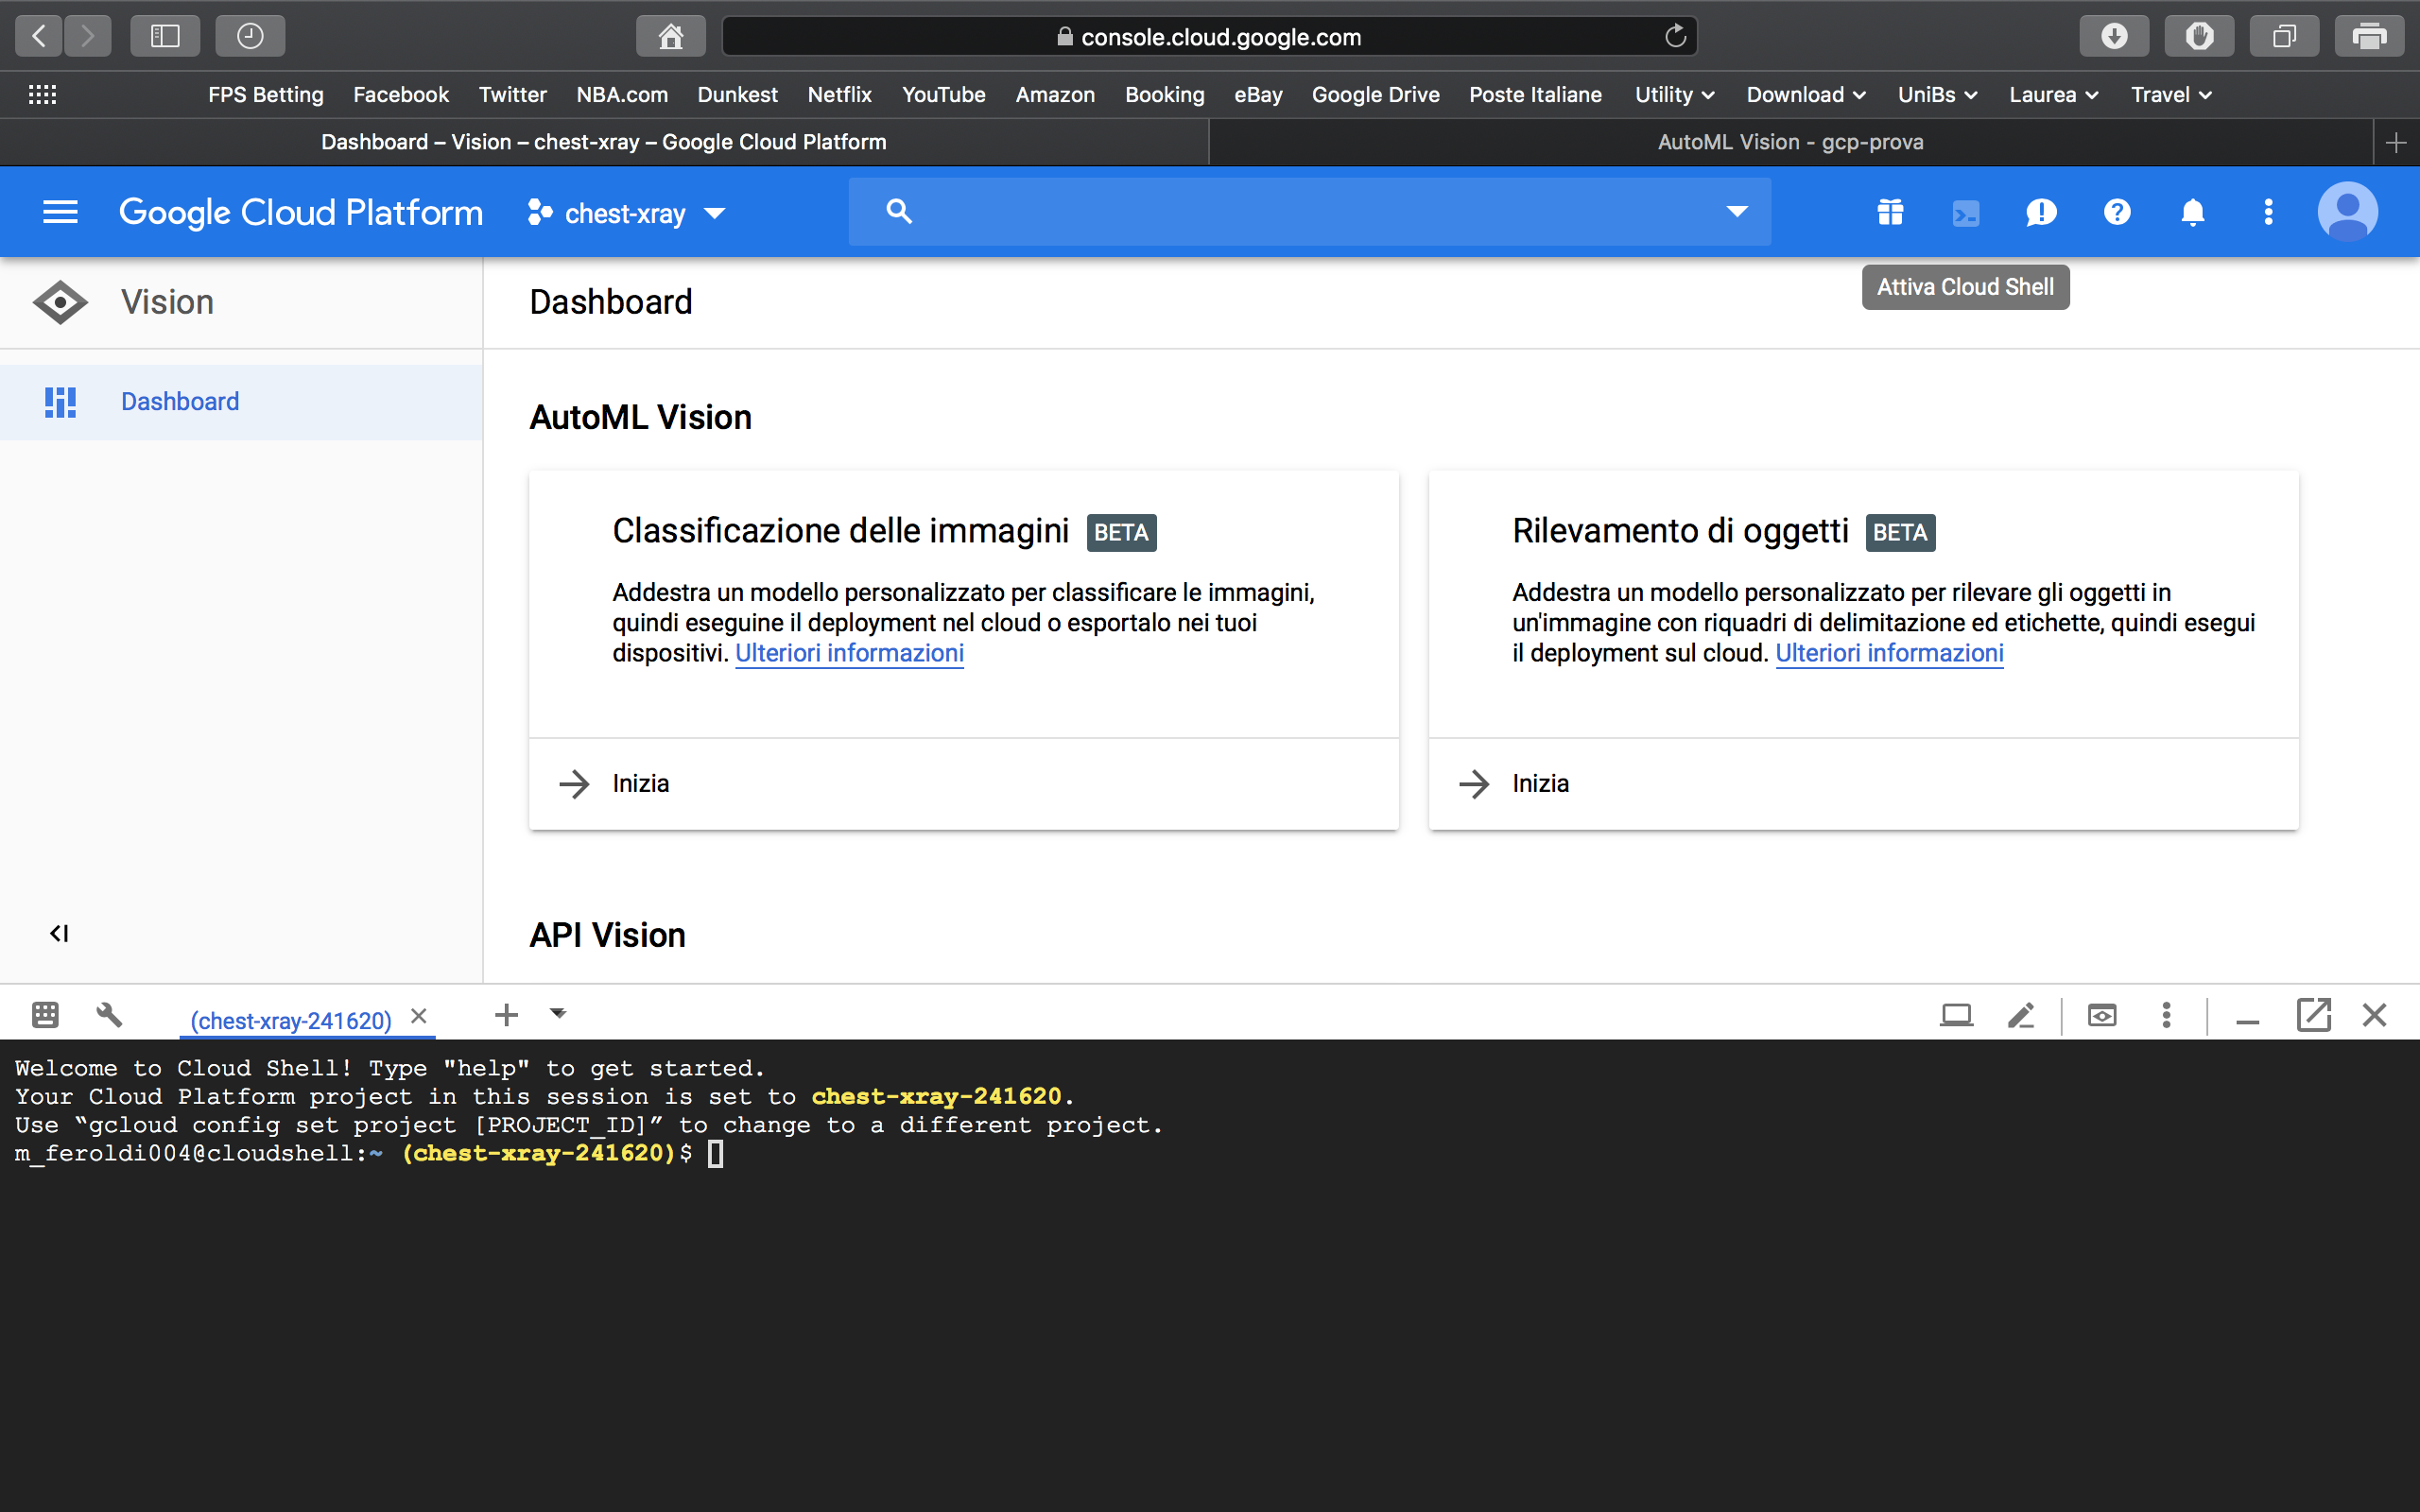 console.cloud.google.com
FPS Betting Facebook Twitter NBA.com Dunkest Netflix YouTube Amazon Booking eBay Google Drive Poste Italiane Utility Download UniBs Laurea Travel
Dashboard – Vision – chest-xray – Google Cloud Platform
AutoML Vision - gcp-prova
Google Cloud Platform
chest-xray
Attiva Cloud Shell
Vision
Dashboard
Dashboard
AutoML Vision
Classificazione delle immagini BETA
Addestra un modello personalizzato per classificare le immagini,
quindi eseguine il deployment nel cloud o esportalo nei tuoi
dispositivi. Ulteriori informazioni
Inizia
Rilevamento di oggetti BETA
Addestra un modello personalizzato per rilevare gli oggetti in
un'immagine con riquadri di delimitazione ed etichette, quindi esegui
il deployment sul cloud. Ulteriori informazioni
Inizia
API Vision
(chest-xray-241620)
Welcome to Cloud Shell! Type "help" to get started.
Your Cloud Platform project in this session is set to chest-xray-241620.
Use “gcloud config set project [PROJECT_ID]” to change to a different project.
m_feroldi004@cloudshell:~ (chest-xray-241620)$